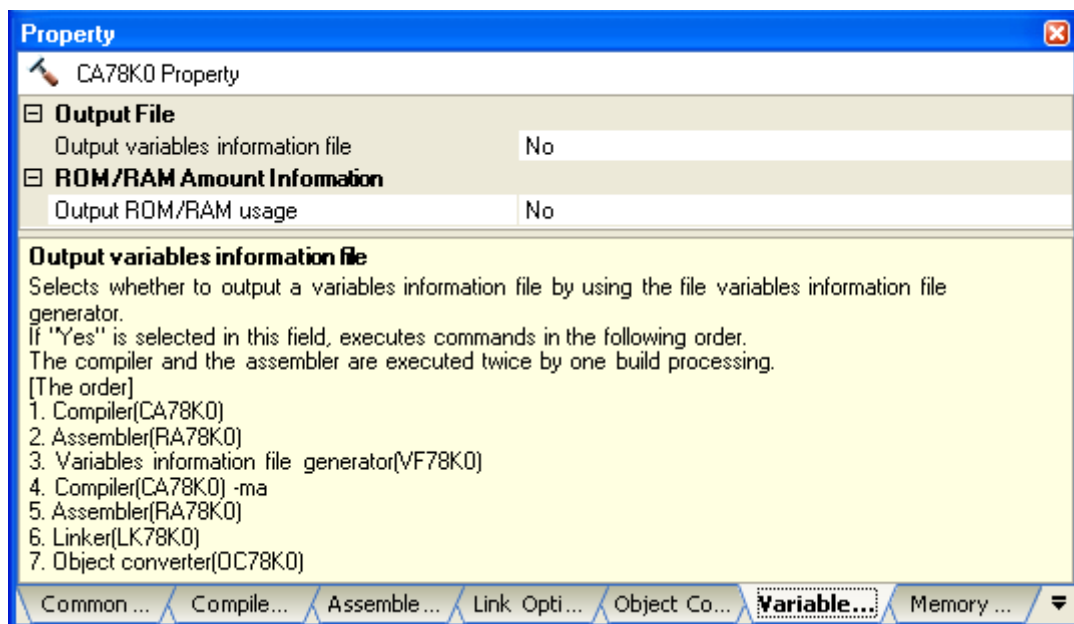 Property
CA78K0 Property
Output File
Output variables information file No
ROM/RAM Amount Information
Output ROM/RAM usage No
Output variables information file
Selects whether to output a variables information file by using the file variables information file
generator.
If "Yes" is selected in this field, executes commands in the following order.
The compiler and the assembler are executed twice by one build processing.
[The order]
1. Compiler(CA78K0)
2. Assembler(RA78K0)
3. Variables information file generator(VF78K0)
4. Compiler(CA78K0) -ma
5. Assembler(RA78K0)
6. Linker(LK78K0)
7. Object converter(OC78K0)
Common ... Compile... Assemble... Link Opti... Object Co... Variable... Memory ...